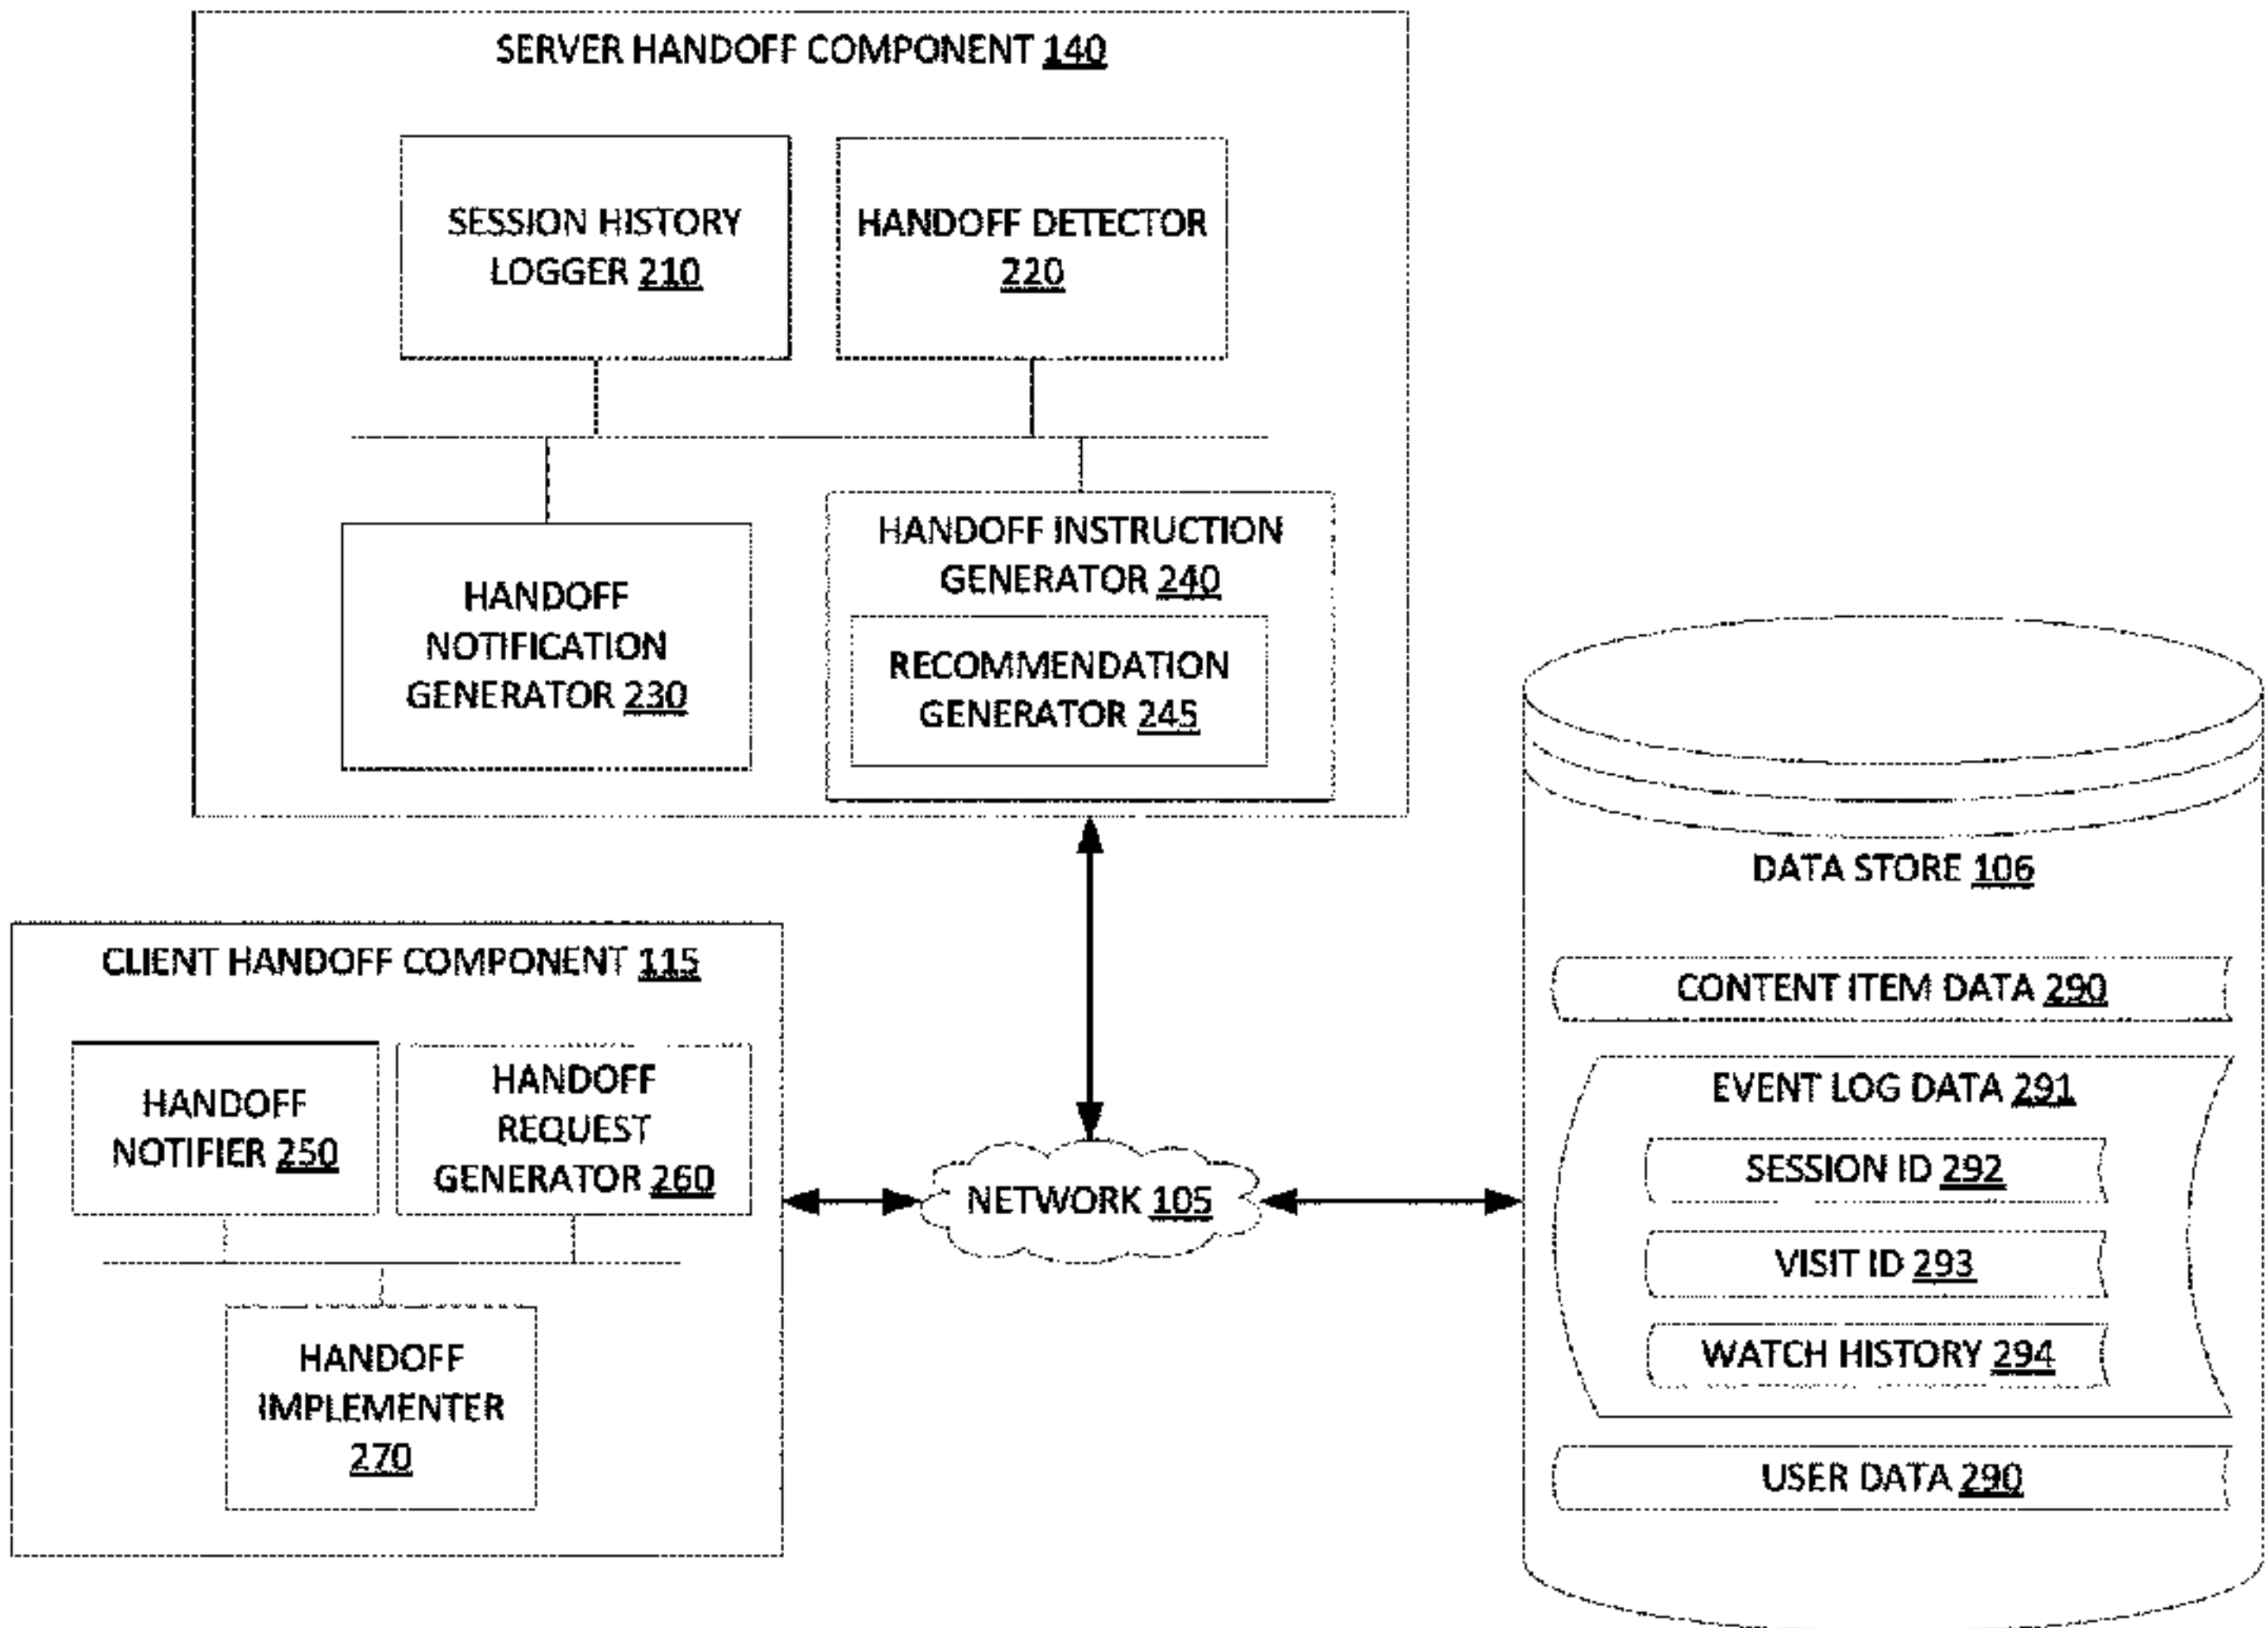 SERVER HANDOFF COMPONENT 140
SESSION HISTORY
LOGGER 210
HANDOFF DETECTOR
220
HANDOFF
NOTIFICATION
GENERATOR 230
HANDOFF INSTRUCTION
GENERATOR 240
RECOMMENDATION
GENERATOR 245
CLIENT HANDOFF COMPONENT 115
HANDOFF
NOTIFIER 250
HANDOFF
REQUEST
GENERATOR 260
HANDOFF
IMPLEMENTER
270
NETWORK 105
DATA STORE 106
CONTENT ITEM DATA 290
EVENT LOG DATA 291
SESSION ID 292
VISIT ID 293
WATCH HISTORY 294
USER DATA 290